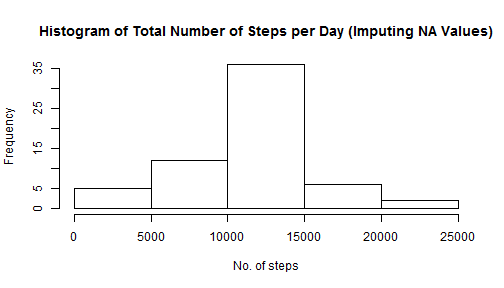 Histogram of Total Number of Steps per Day (Imputing NA Values)
Frequency
35
25
15
5
0
0 5000 10000 15000 20000 25000
No. of steps